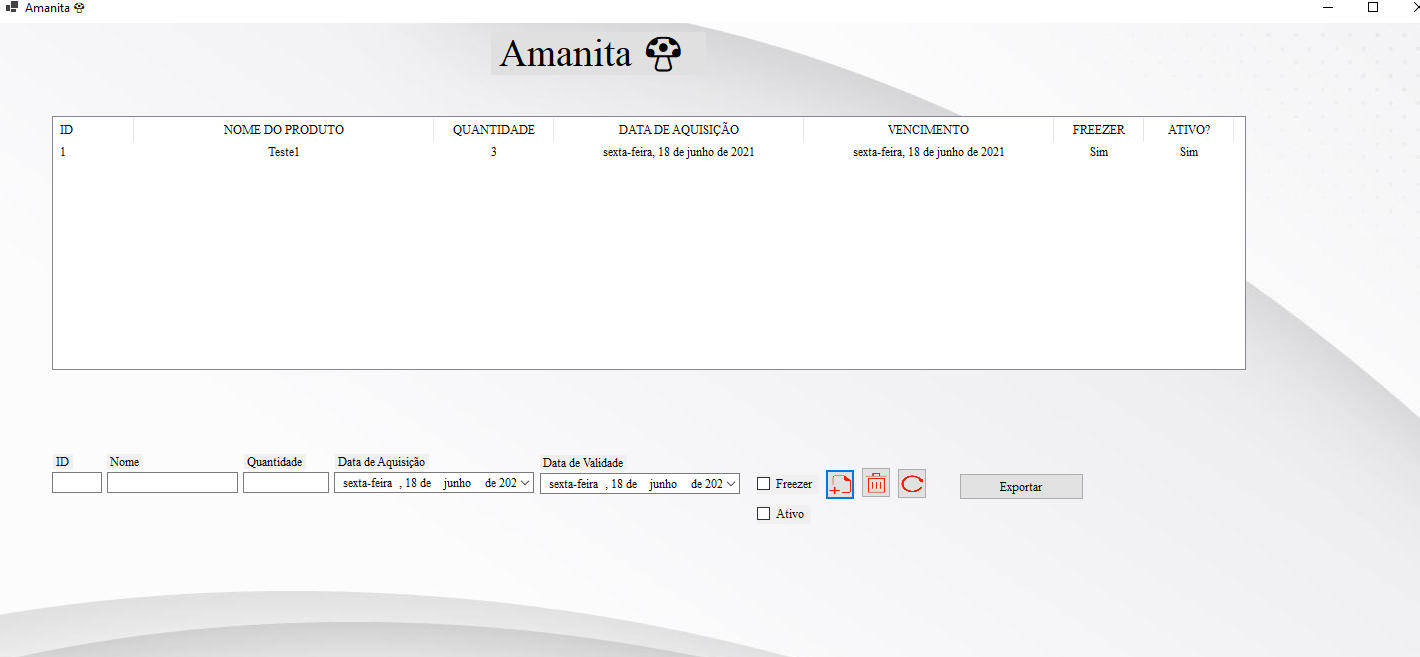 Amanita
Amanita
ID NOME DO PRODUTO QUANTIDADE DATA DE AQUISIÇÃO VENCIMENTO FREEZER ATIVO?
1 Teste1 3 sexta-feira, 18 de junho de 2021 sexta-feira, 18 de junho de 2021 Sim Sim
ID Nome Quantidade Data de Aquisição Data de Validade
sexta-feira , 18 de junho de 202 sexta-feira , 18 de junho de 202 Freezer Exportar
Ativo